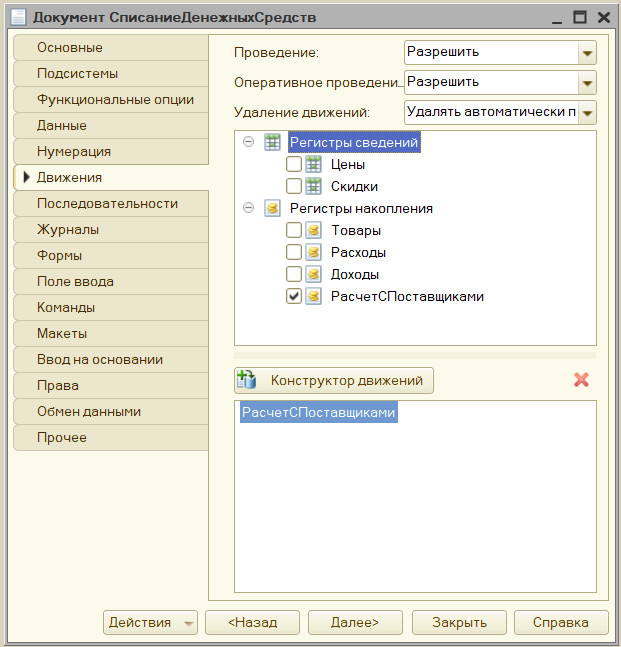 Документ СписаниеДенежныхСредств
Основные
Подсистемы
Функциональные опции
Данные
Нумерация
Движения
Последовательности
Журналы
Формы
Поле ввода
Команды
Макеты
Ввод на основании
Права
Обмен данными
Прочее
Проведение: Разрешить
Оперативное проведени... Разрешить
Удаление движений: Удалять автоматически п
Регистры сведений
Цены
Скидки
Регистры накопления
Товары
Расходы
Доходы
РасчетСПоставщиками
Конструктор движений
РасчетСПоставщиками
Действия <Назад Далее> Закрыть Справка